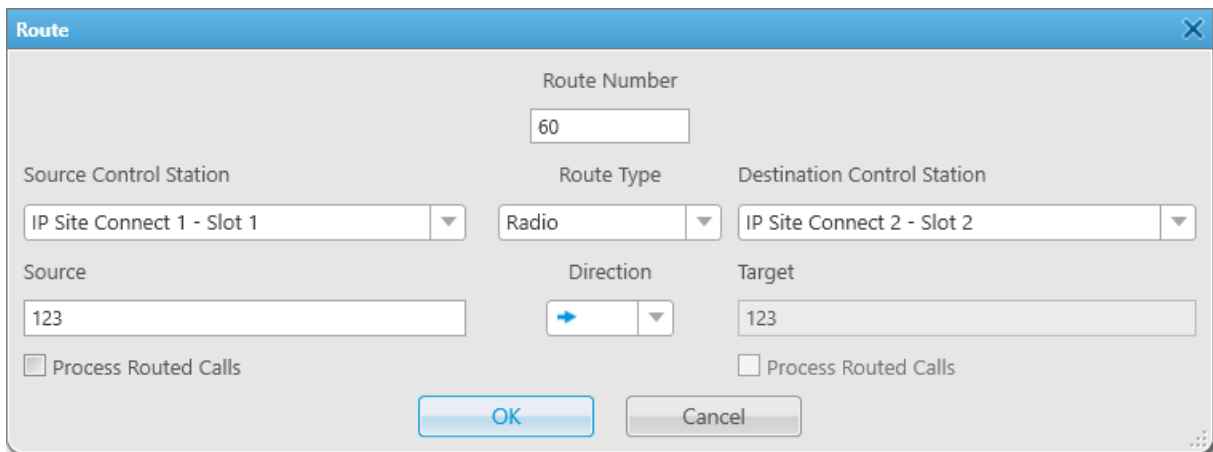 Route
Route Number
60
Source Control Station
Route Type
Destination Control Station
IP Site Connect 1 - Slot 1
Radio
IP Site Connect 2 - Slot 2
Source
Direction
Target
123
123
Process Routed Calls
Process Routed Calls
OK
Cancel